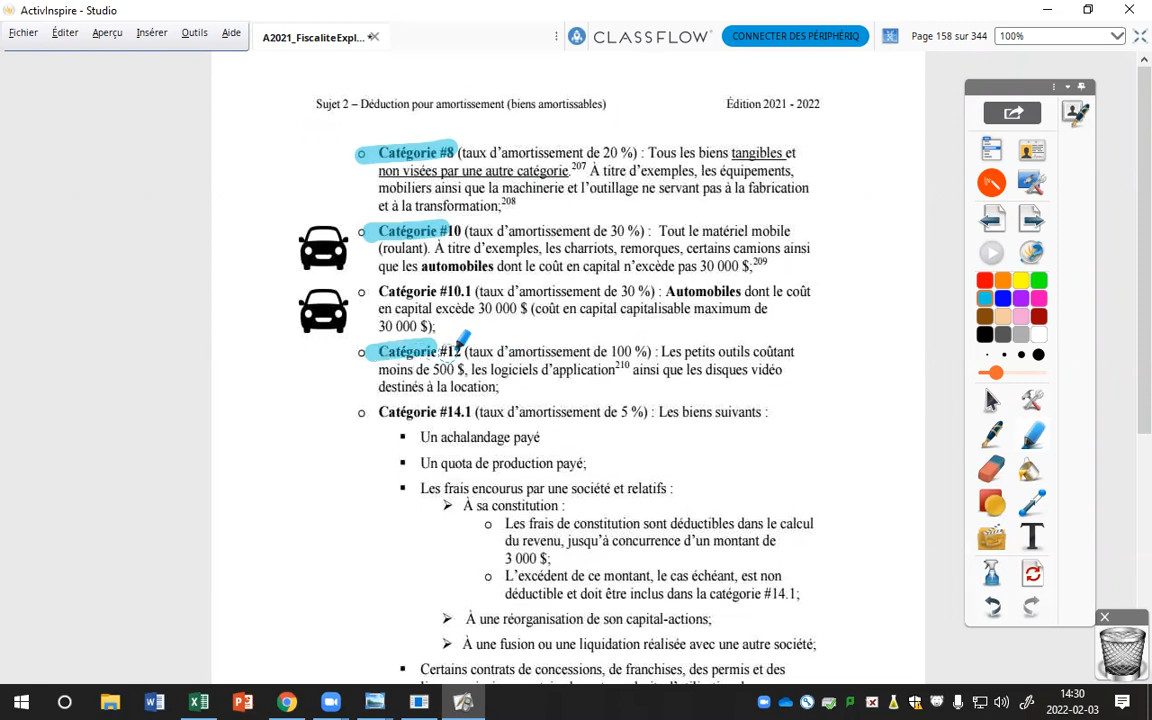 ActivInspire - Studio
Fichier Éditer Aperçu Insérer Outils Aide
A2021_FiscaliteExpl...
CLASSFLOW
CONNECTER DES PÉRIPHÉRIQ
Page 158 sur 344
100%
Sujet 2 – Déduction pour amortissement (biens amortissables) Édition 2021 - 2022
o Catégorie #8 (taux d'amortissement de 20 %) : Tous les biens tangibles et
non visées par une autre catégorie.207 À titre d'exemples, les équipements,
mobiliers ainsi que la machinerie et l'outillage ne servant pas à la fabrication
et à la transformation;208
o Catégorie #10 (taux d'amortissement de 30 %) : Tout le matériel mobile
(roulant). À titre d'exemples, les charriots, remorques, certains camions ainsi
que les automobiles dont le coût en capital n'excède pas 30 000 $;209
o Catégorie #10.1 (taux d'amortissement de 30 %) : Automobiles dont le coût
en capital excède 30 000 $ (coût en capital capitalisable maximum de
30 000 $);
o Catégorie #12 (taux d'amortissement de 100 %) : Les petits outils coûtant
moins de 500 $, les logiciels d'application210 ainsi que les disques vidéo
destinés à la location;
o Catégorie #14.1 (taux d'amortissement de 5 %) : Les biens suivants :
▪ Un achalandage payé
▪ Un quota de production payé;
▪ Les frais encourus par une société et relatifs :
➢ À sa constitution :
o Les frais de constitution sont déductibles dans le calcul
du revenu, jusqu'à concurrence d'un montant de
3 000 $;
o L'excédent de ce montant, le cas échéant, est non
déductible et doit être inclus dans la catégorie #14.1;
➢ À une réorganisation de son capital-actions;
➢ À une fusion ou une liquidation réalisée avec une autre société;
▪ Certains contrats de concessions, de franchises, des permis et des
14:30
2022-02-03